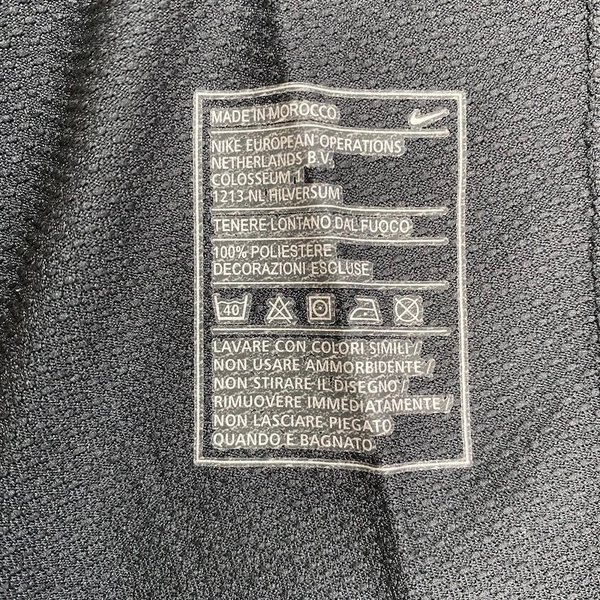 MADE IN MOROCCO
NIKE EUROPEAN OPERATIONS
NETHERLANDS B.V.
COLOSSEUM 1
1213 NL HILVERSUM
TENERE LONTANO DAL FUOCO
100% POLIESTERE
DECORAZIONI ESCLUSE
40
LAVARE CON COLORI SIMILI /
NON USARE AMMORBIDENTE /
NON STIRARE IL DISEGNO /
RIMUOVERE IMMEDIATAMENTE /
NON LASCIARE PIEGATO
QUANDO E BAGNATO